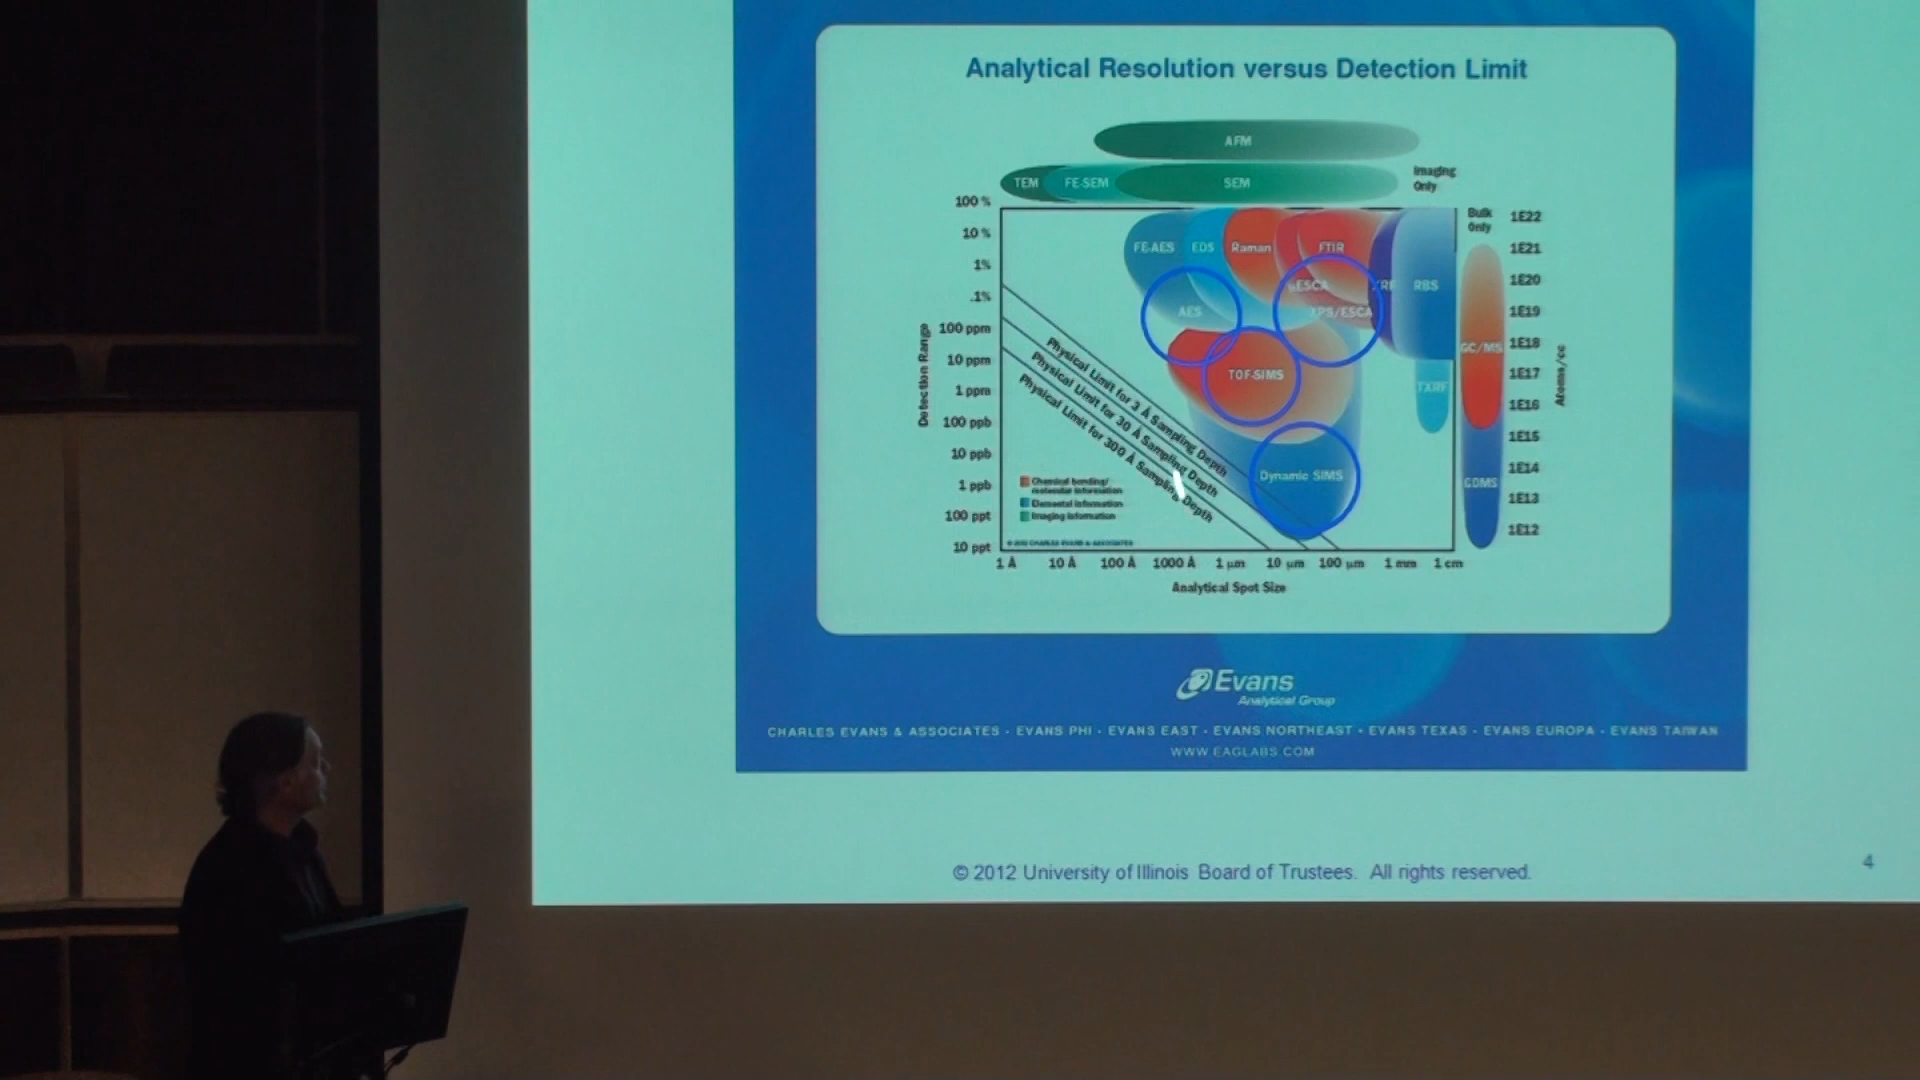 Analytical Resolution versus Detection Limit
AFM
TEM FE-SEM SEM
Imaging
Only
100 %
10 %
1%
.1%
100 ppm
10 ppm
1 ppm
100 ppb
10 ppb
1 ppb
100 ppt
10 ppt
Detection Range
FE-AES EDS Raman FTIR
µESCA XRF RBS
AES XPS/ESCA
TOF-SIMS
TXRF
Dynamic SIMS
Physical Limit for 3 Å Sampling Depth
Physical Limit for 30 Å Sampling Depth
Physical Limit for 300 Å Sampling Depth
Chemical bonding/
molecular information
Elemental information
Imaging information
Bulk
Only
GC/MS
GDMS
1E22
1E21
1E20
1E19
1E18
1E17
1E16
1E15
1E14
1E13
1E12
Atoms/cc
1 Å 10 Å 100 Å 1000 Å 1 µm 10 µm 100 µm 1 mm 1 cm
Analytical Spot Size
Evans
Analytical Group
CHARLES EVANS & ASSOCIATES · EVANS PHI · EVANS EAST · EVANS NORTHEAST · EVANS TEXAS · EVANS EUROPA · EVANS TAIWAN
WWW.EAGLABS.COM
© 2012 University of Illinois Board of Trustees. All rights reserved.
4